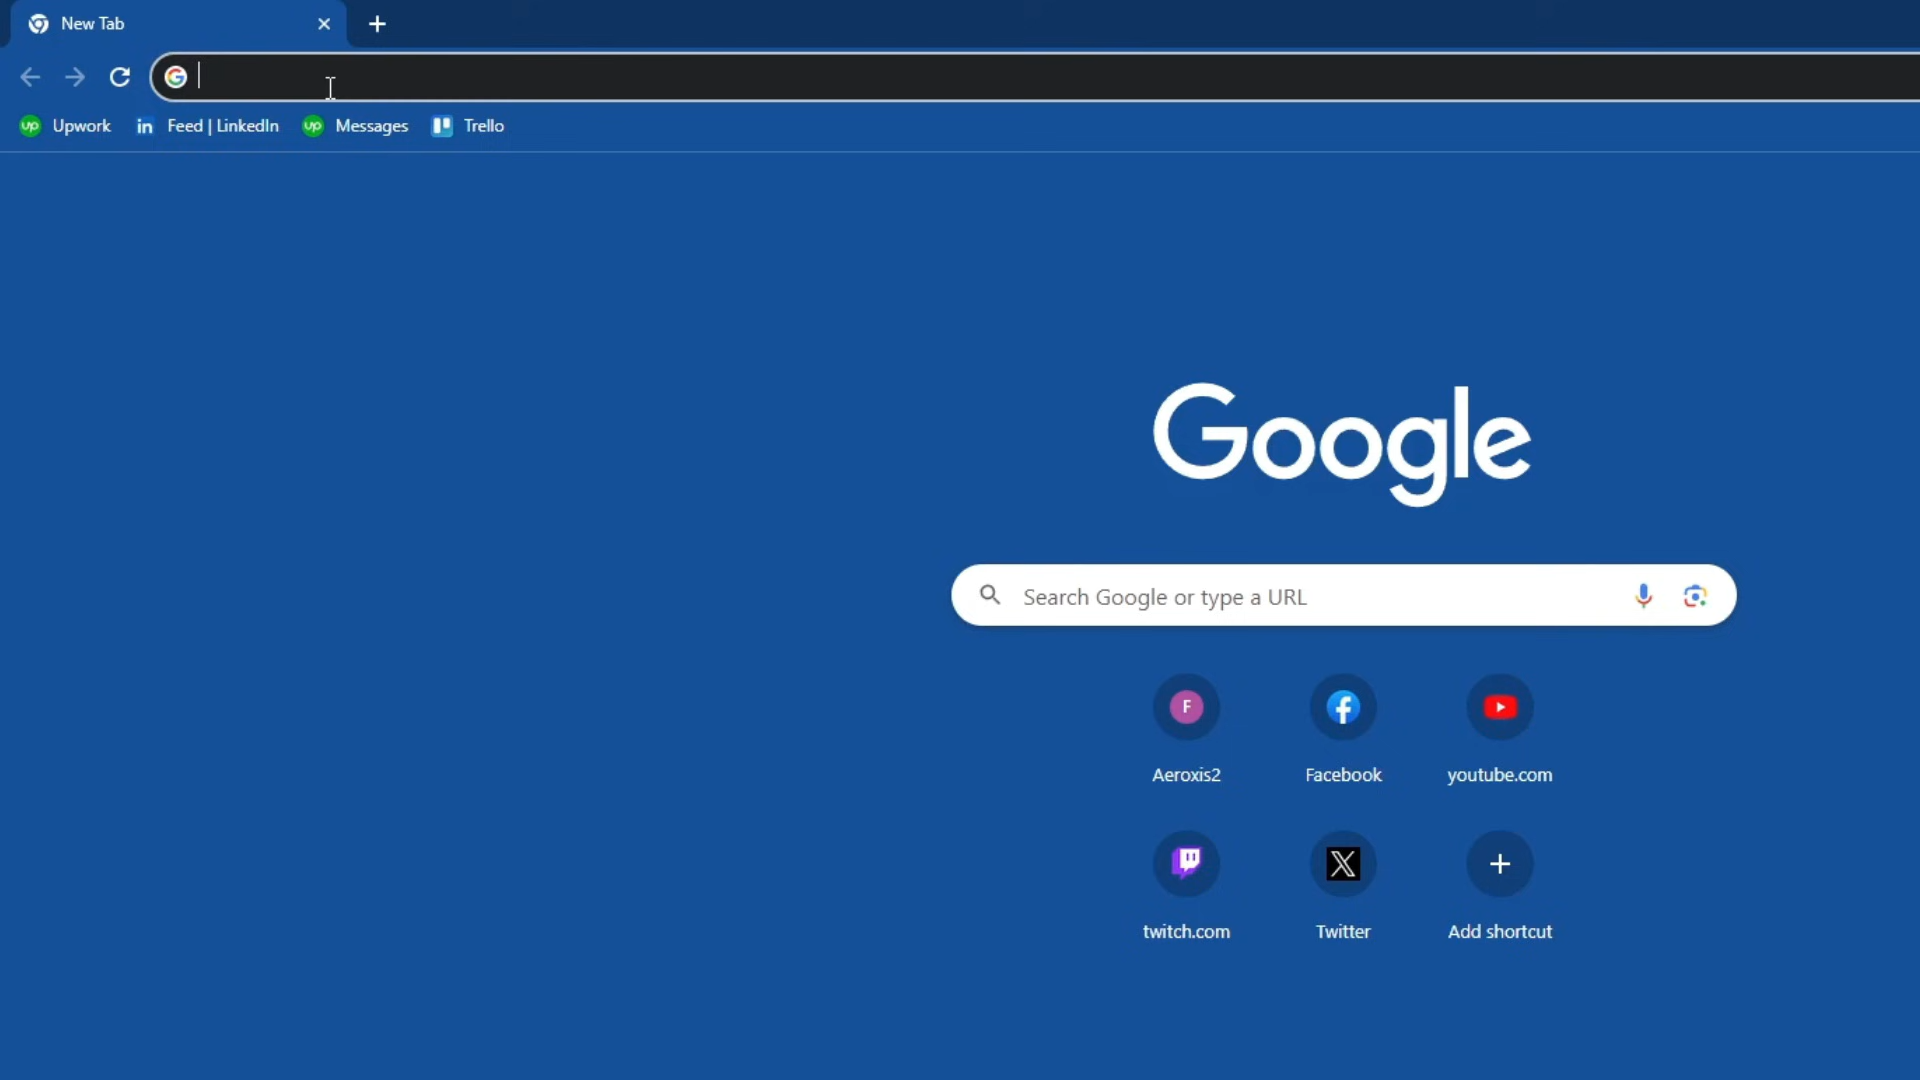 New Tab
Upwork Feed | LinkedIn Messages Trello
Google
Search Google or type a URL
F
Aeroxis2 Facebook youtube.com
twitch.com Twitter Add shortcut